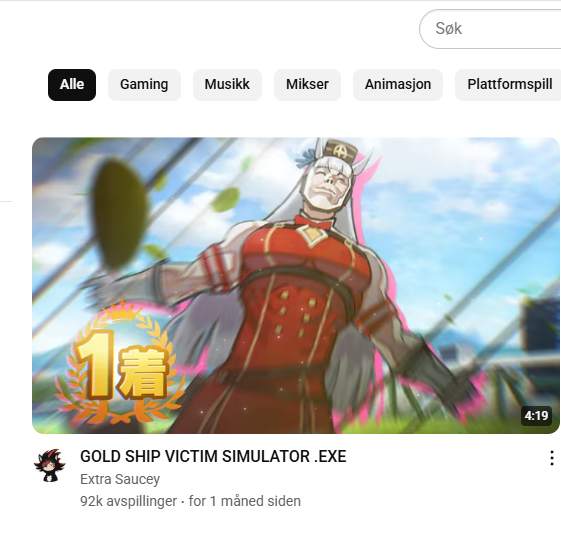 Søk
Alle
Gaming
Musikk
Mikser
Animasjon
Plattformspill
1着
4:19
GOLD SHIP VICTIM SIMULATOR .EXE
Extra Saucey
92k avspillinger • for 1 måned siden